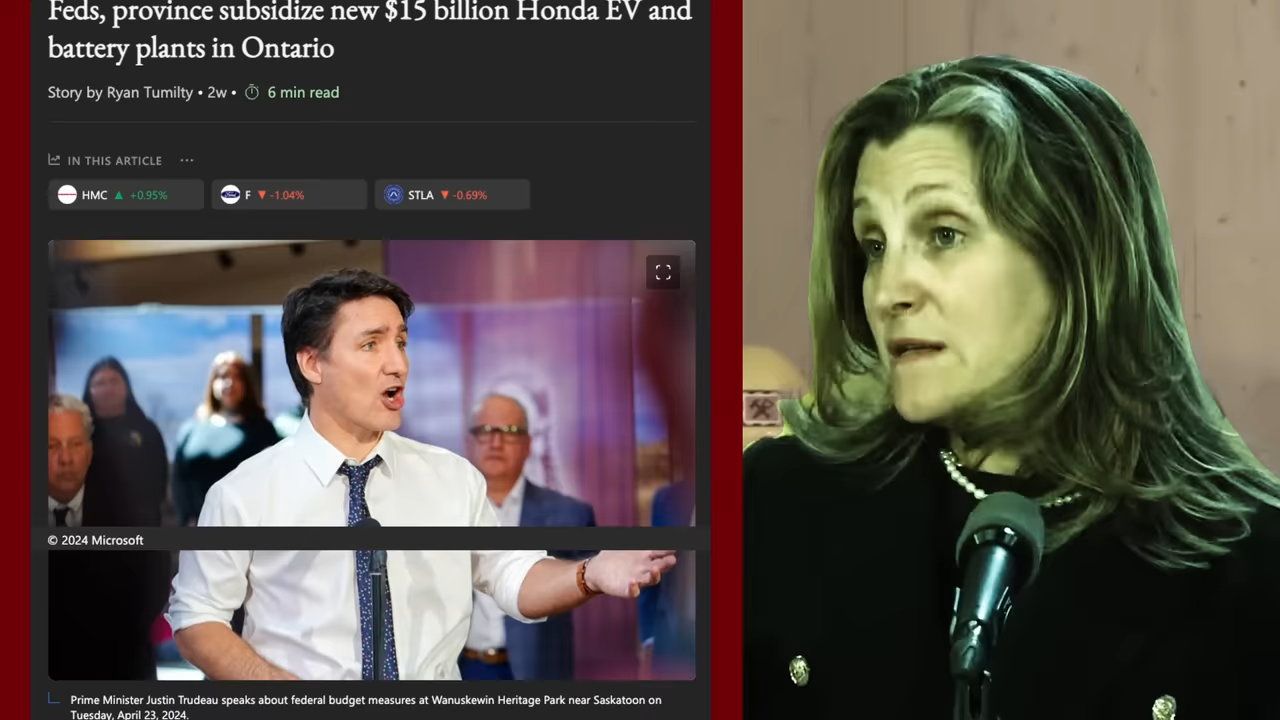 Feds, province subsidize new $15 billion Honda EV and
battery plants in Ontario
Story by Ryan Tumilty • 2w • 6 min read
IN THIS ARTICLE ...
HMC ▲ +0.95% F ▼ -1.04% STLA ▼ -0.69%
© 2024 Microsoft
Prime Minister Justin Trudeau speaks about federal budget measures at Wanuskewin Heritage Park near Saskatoon on
Tuesday, April 23, 2024.